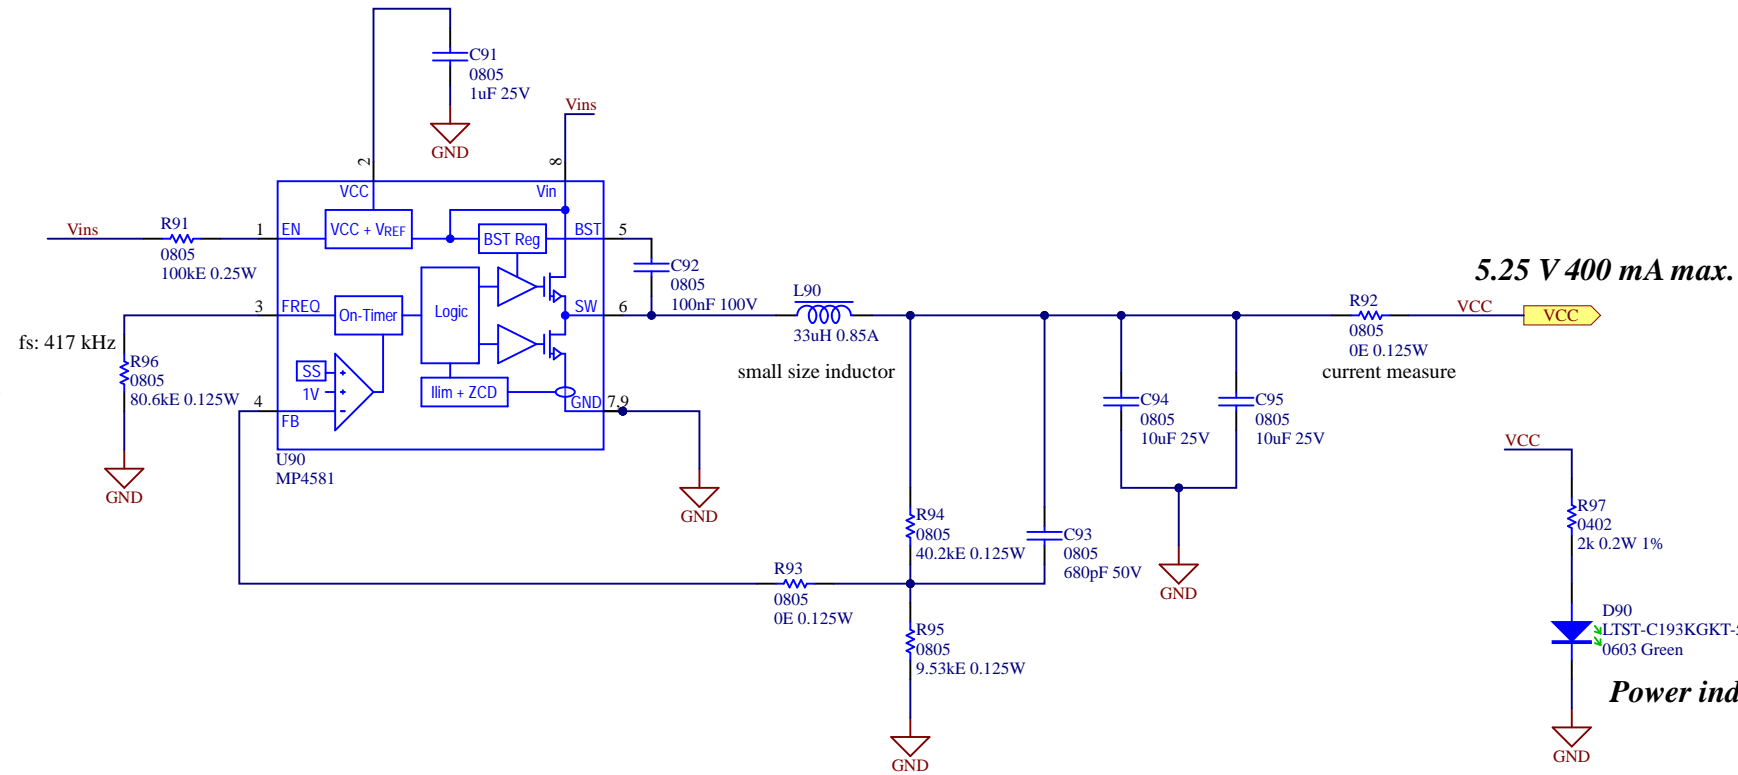 C91
0805
1uF 25V
GND
Vins
2
8
VCC
Vin
Vins
R91
0805
100kE 0.25W
1
EN
VCC + VREF
BST Reg
BST
5
C92
0805
100nF 100V
3
FREQ
On-Timer
Logic
SW
6
fs: 417 kHz
R96
0805
80.6kE 0.125W
GND
SS
1V
+
+
-
4
FB
Ilim + ZCD
GND
7,9
U90
MP4581
GND
L90
33uH 0.85A
small size inductor
R92
0805
0E 0.125W
current measure
5.25 V 400 mA max.
VCC
VCC
C94
0805
10uF 25V
C95
0805
10uF 25V
GND
R94
0805
40.2kE 0.125W
C93
0805
680pF 50V
R93
0805
0E 0.125W
R95
0805
9.53kE 0.125W
GND
VCC
R97
0402
2k 0.2W 1%
D90
LTST-C193KGKT-
0603 Green
Power ind
GND